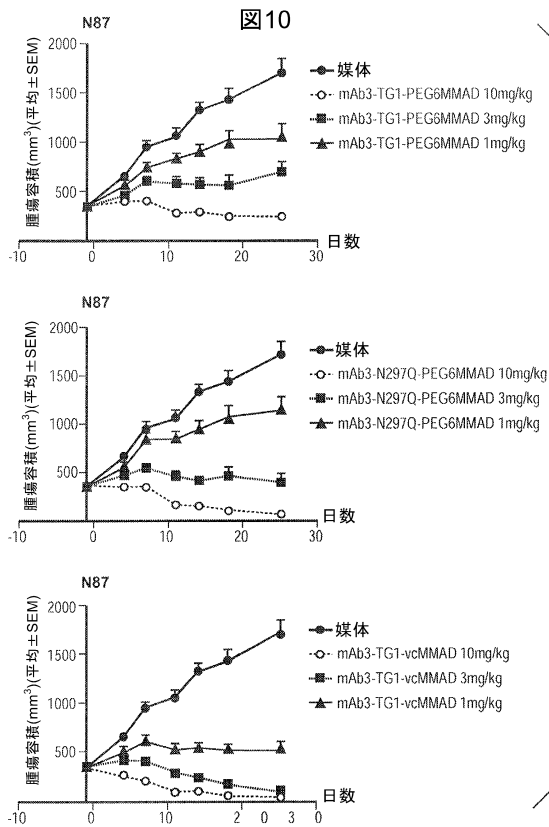 図10
N87
腫瘍容積(mm³)(平均±SEM)
2000
1500
1000
500
-10
0
10
20
30
日数
媒体
mAb3-TG1-PEG6MMAD 10mg/kg
mAb3-TG1-PEG6MMAD 3mg/kg
mAb3-TG1-PEG6MMAD 1mg/kg
N87
腫瘍容積(mm³)(平均±SEM)
2000
1500
1000
500
-10
0
10
20
30
日数
媒体
mAb3-N297Q-PEG6MMAD 10mg/kg
mAb3-N297Q-PEG6MMAD 3mg/kg
mAb3-N297Q-PEG6MMAD 1mg/kg
N87
腫瘍容積(mm³)(平均±SEM)
2000
1500
1000
500
-10
0
10
2
0
3
0
日数
媒体
mAb3-TG1-vcMMAD 10mg/kg
mAb3-TG1-vcMMAD 3mg/kg
mAb3-TG1-vcMMAD 1mg/kg